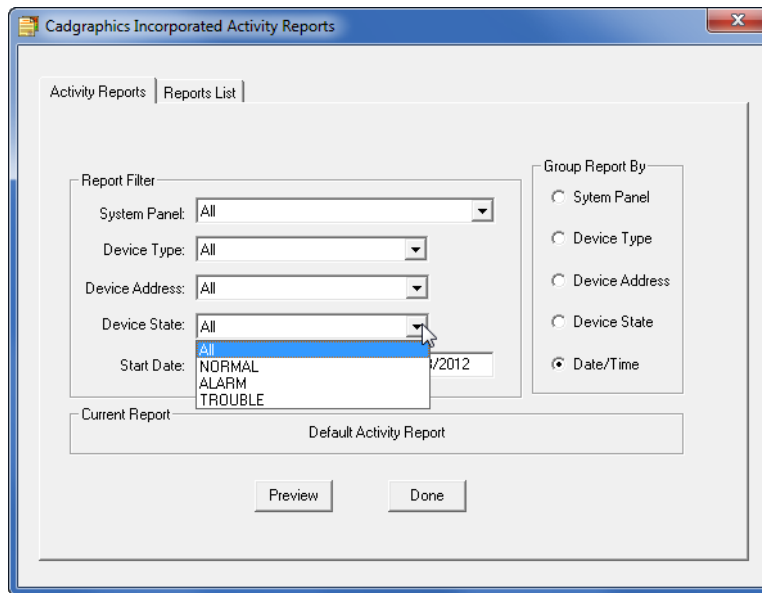 Cadgraphics Incorporated Activity Reports
Activity Reports
Reports List
Report Filter
System Panel: All
Device Type: All
Device Address: All
Device State: All
All
NORMAL
ALARM
TROUBLE
Start Date:
/2012
Group Report By
Sytem Panel
Device Type
Device Address
Device State
Date/Time
Current Report
Default Activity Report
Preview
Done